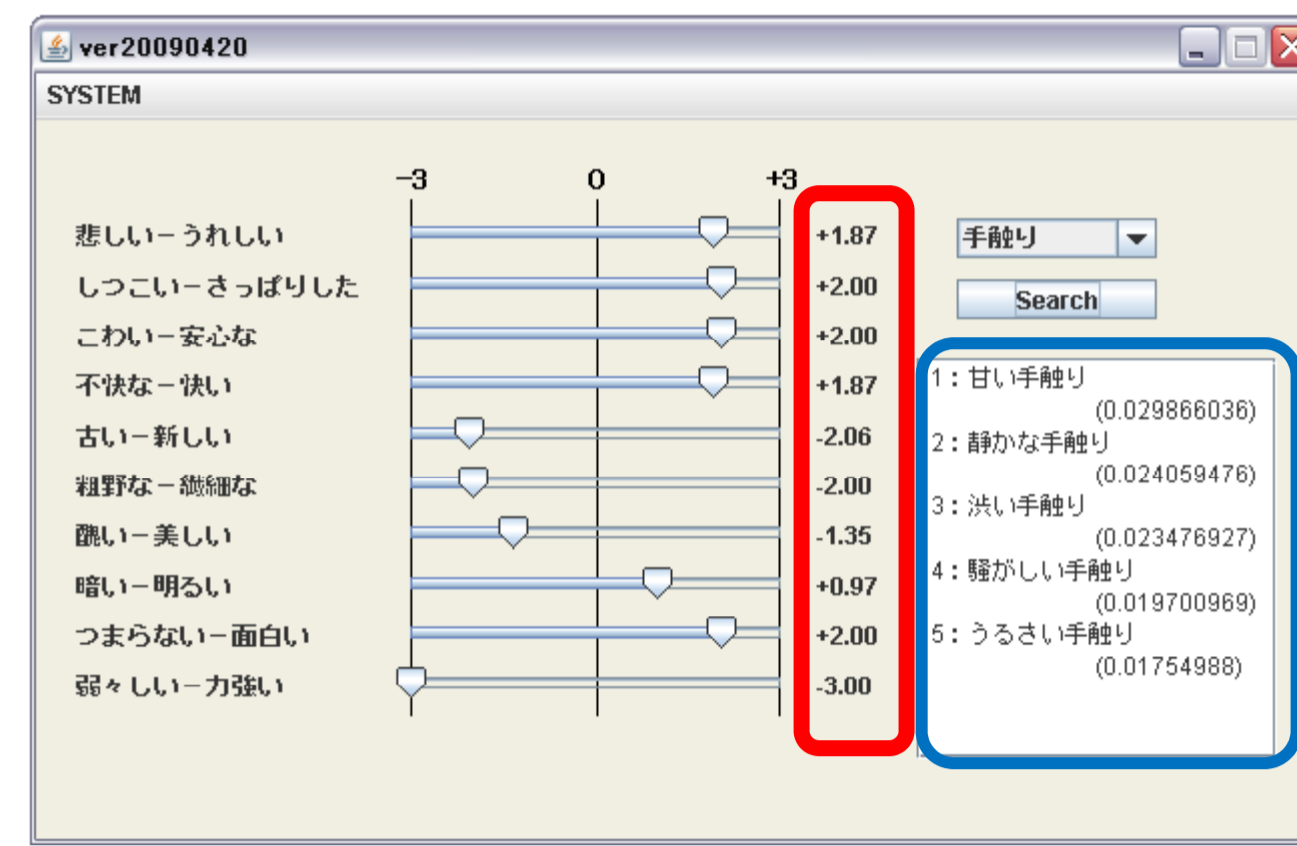 ver20090420
SYSTEM
-3 0 +3
悲しい－うれしい +1.87
しつこい－さっぱりした +2.00
こわい－安心な +2.00
不快な－快い +1.87
古い－新しい -2.06
粗野な－繊細な -2.00
醜い－美しい -1.35
暗い－明るい +0.97
つまらない－面白い +2.00
弱々しい－力強い -3.00
手触り
Search
1：甘い手触り
(0.029866036)
2：静かな手触り
(0.024059476)
3：渋い手触り
(0.023476927)
4：騒がしい手触り
(0.019700969)
5：うるさい手触り
(0.01754988)